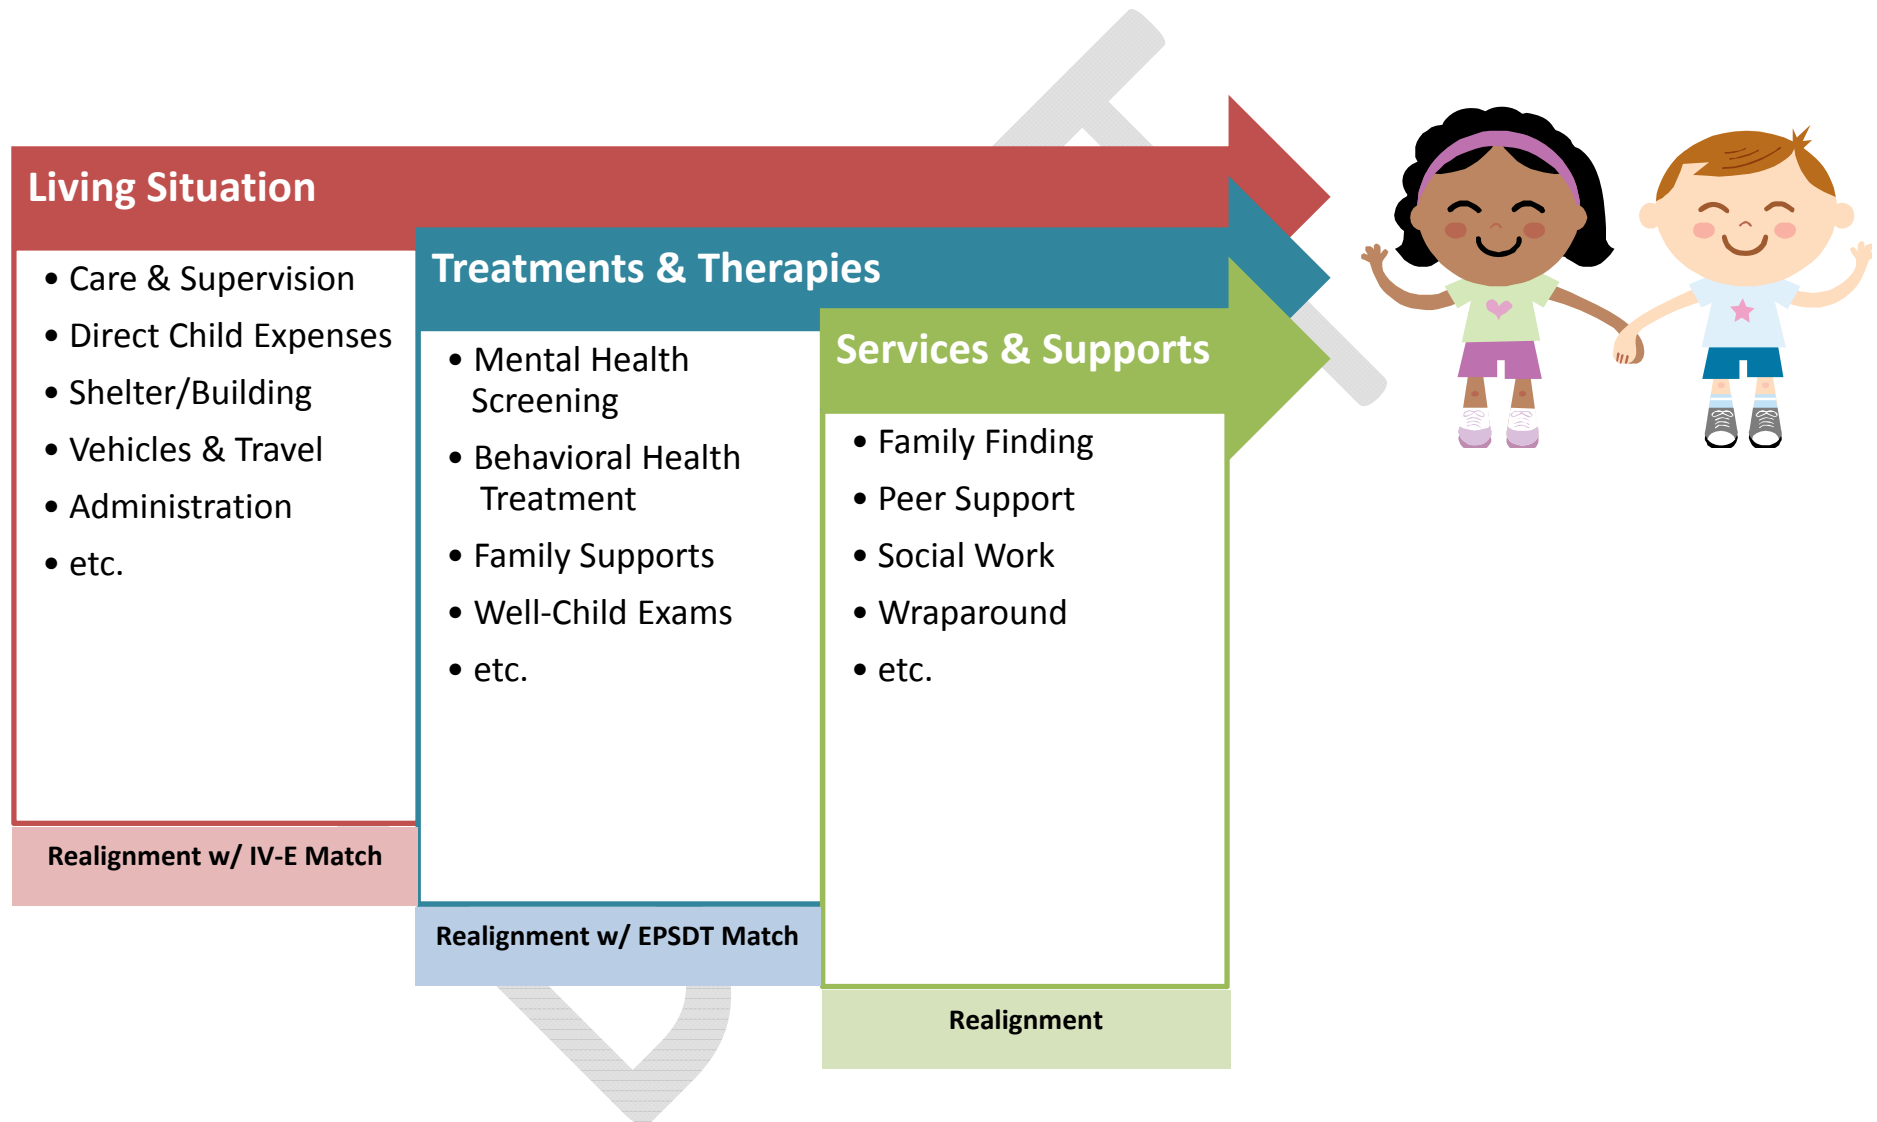 Living Situation
• Care & Supervision
• Direct Child Expenses
• Shelter/Building
• Vehicles & Travel
• Administration
• etc.
Realignment w/ IV-E Match
Treatments & Therapies
• Mental Health
Screening
• Behavioral Health
Treatment
• Family Supports
• Well-Child Exams
• etc.
Realignment w/ EPSDT Match
Services & Supports
• Family Finding
• Peer Support
• Social Work
• Wraparound
• etc.
Realignment